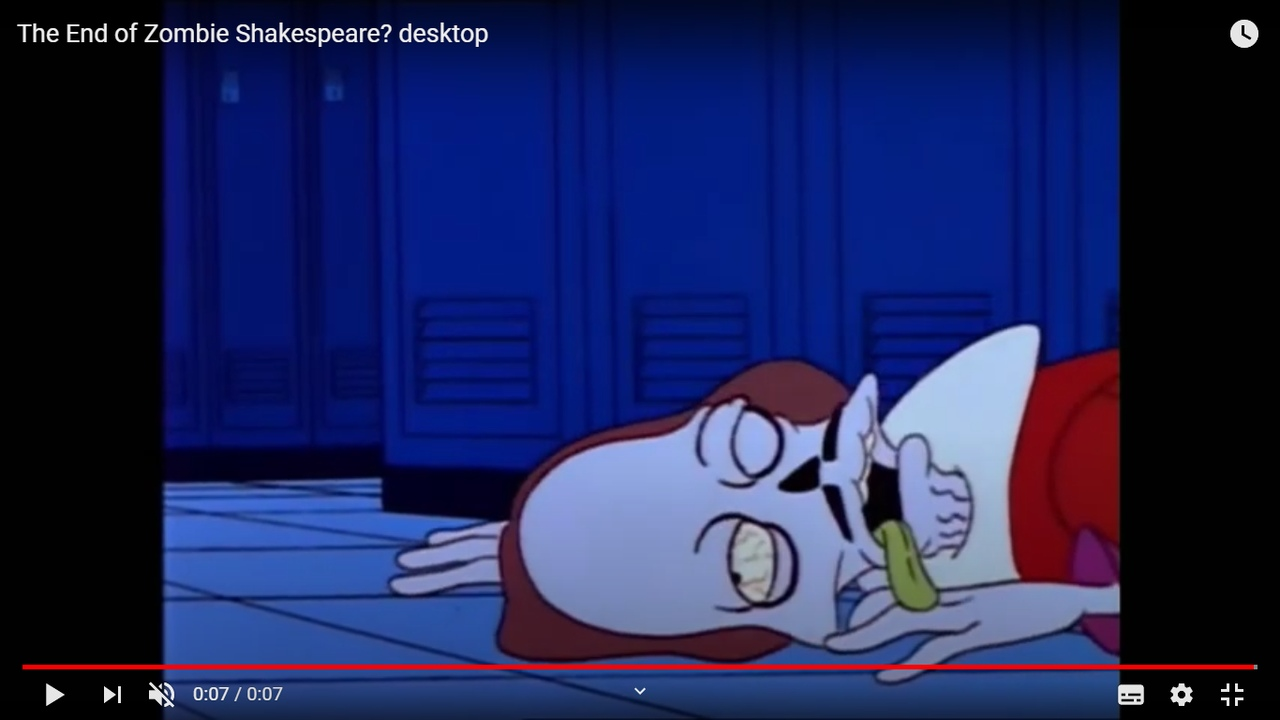 The End of Zombie Shakespeare? desktop
0:07 / 0:07